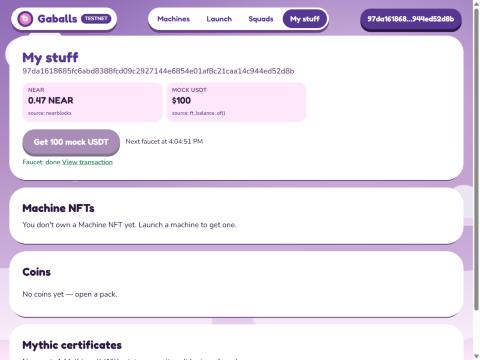 Gaballs TESTNET
Machines Launch Squads My stuff
97da161868...944ced52d8b
My stuff
97da1618685fc6abd8388fcd09c2927144e6854e01af8c21caa14c944ed52d8b
NEAR
0.47 NEAR
source: nearblocks
MOCK USDT
$100
source: ft_balance_of()
Get 100 mock USDT
Next faucet at 4:04:51 PM
Faucet: done View transaction
Machine NFTs
You don't own a Machine NFT yet. Launch a machine to get one.
Coins
No coins yet — open a pack.
Mythic certificates